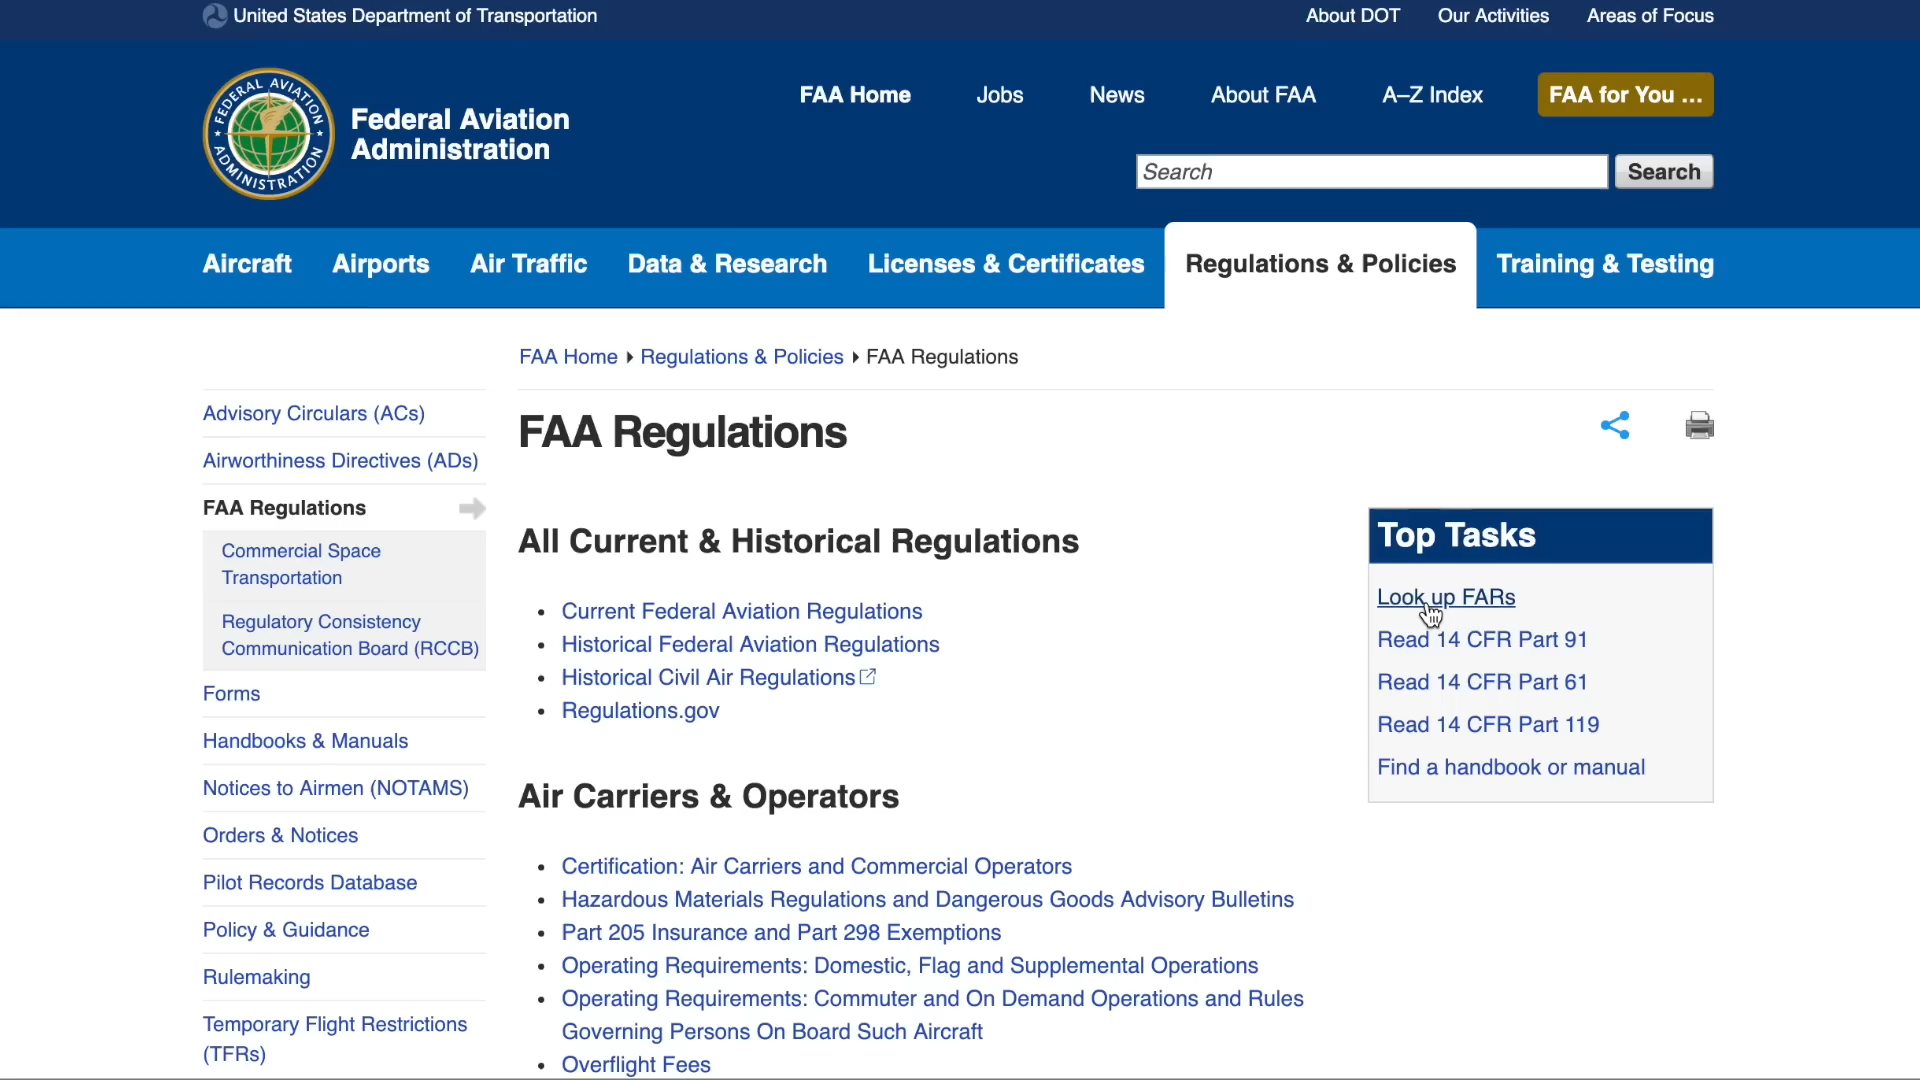 United States Department of Transportation
About DOT
Our Activities
Areas of Focus
FEDERAL AVIATION ADMINISTRATION
Federal Aviation
Administration
FAA Home
Jobs
News
About FAA
A–Z Index
FAA for You ...
Search
Search
Aircraft
Airports
Air Traffic
Data & Research
Licenses & Certificates
Regulations & Policies
Training & Testing
FAA Home
Regulations & Policies
FAA Regulations
Advisory Circulars (ACs)
Airworthiness Directives (ADs)
FAA Regulations
Commercial Space
Transportation
Regulatory Consistency
Communication Board (RCCB)
Forms
Handbooks & Manuals
Notices to Airmen (NOTAMS)
Orders & Notices
Pilot Records Database
Policy & Guidance
Rulemaking
Temporary Flight Restrictions
(TFRs)
FAA Regulations
All Current & Historical Regulations
Current Federal Aviation Regulations
Historical Federal Aviation Regulations
Historical Civil Air Regulations
Regulations.gov
Air Carriers & Operators
Certification: Air Carriers and Commercial Operators
Hazardous Materials Regulations and Dangerous Goods Advisory Bulletins
Part 205 Insurance and Part 298 Exemptions
Operating Requirements: Domestic, Flag and Supplemental Operations
Operating Requirements: Commuter and On Demand Operations and Rules
Governing Persons On Board Such Aircraft
Overflight Fees
Top Tasks
Look up FARs
Read 14 CFR Part 91
Read 14 CFR Part 61
Read 14 CFR Part 119
Find a handbook or manual